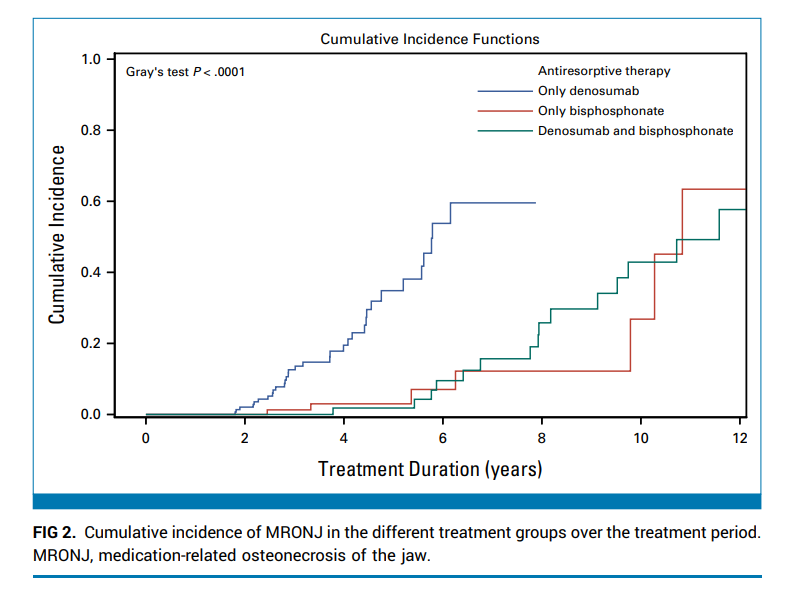 Cumulative Incidence Functions
Gray's test P < .0001
Antiresorptive therapy
Only denosumab
Only bisphosphonate
Denosumab and bisphosphonate
Cumulative Incidence
1.0
0.8
0.6
0.4
0.2
0.0
0 2 4 6 8 10 12
Treatment Duration (years)
FIG 2. Cumulative incidence of MRONJ in the different treatment groups over the treatment period.
MRONJ, medication-related osteonecrosis of the jaw.